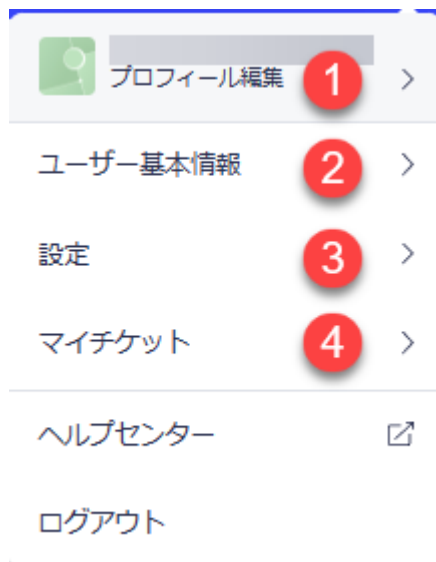 プロフィール編集 1
ユーザー基本情報 2
設定 3
マイチケット 4
ヘルプセンター
ログアウト